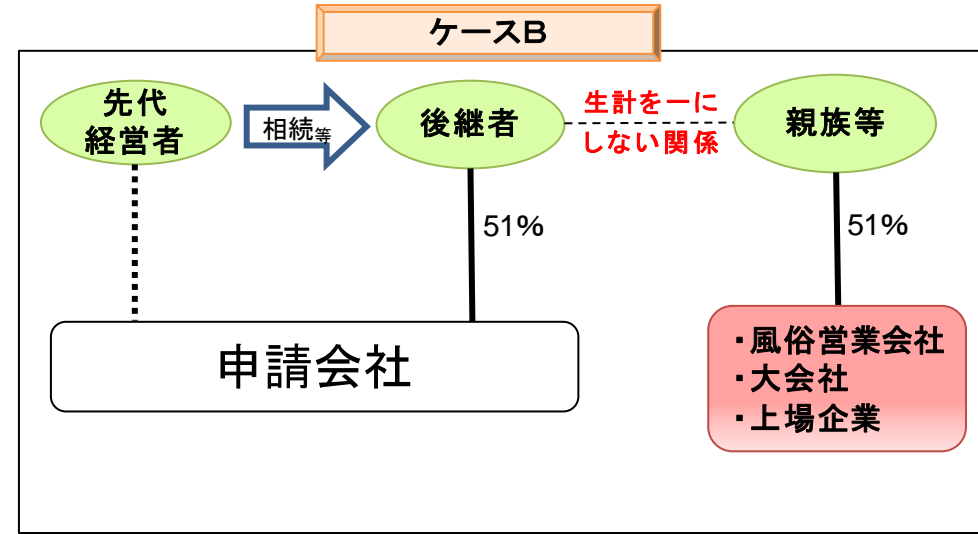 ケースB
先代
経営者
相続等
後継者
生計を一に
しない関係
親族等
51%
51%
申請会社
・風俗営業会社
・大会社
・上場企業